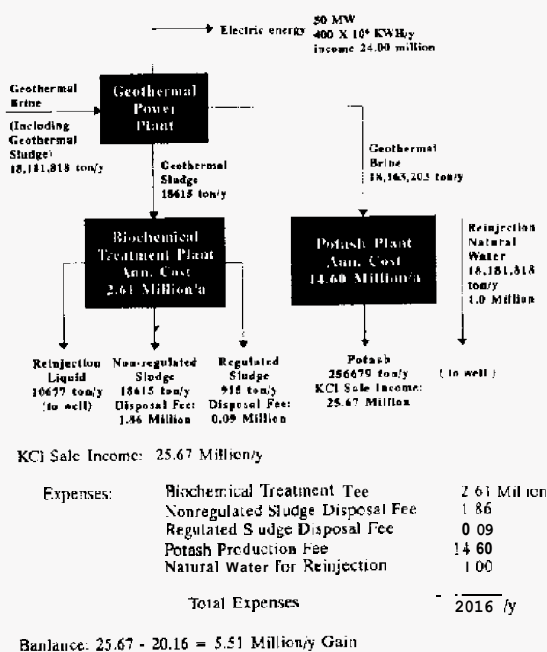 Electric energy
50 MW
400 X 10⁶ KWH/y
income 24.00 million
Geothermal
Brine
(Including
Geothermal
Sludge)
18,181,818 ton/y
Geothermal
Power
Plant
Geothermal
Sludge
18615 ton/y
Geothermal
Brine
18,163,203 ton/y
Biochemical
Treatment Plant
Ann. Cost
2.61 Million/a
Potash Plant
Ann. Cost
14.60 Million/a
Reinjection
Natural
Water
18,181,818
ton/y
1.0 Million
Reinjection
Liquid
10677 ton/y
(to well)
Non-regulated
Sludge
18615 ton/y
Disposal Fee:
1.86 Million
Regulated
Sludge
918 ton/y
Disposal Fee:
0.09 Million
Potash
256679 ton/y
KCl Sale Income:
25.67 Million
( to well )
KCl Sale Income: 25.67 Million/y
Expenses: Biochemical Treatment Tee 2 61 Mil ion
Nonregulated Sludge Disposal Fee 1 86
Regulated S udge Disposal Fee 0 09
Potash Production Fee 14 60
Natural Water for Reinjection 1 00
Total Expenses 2016 /y
Banlance: 25.67 - 20.16 = 5.51 Million/y Gain